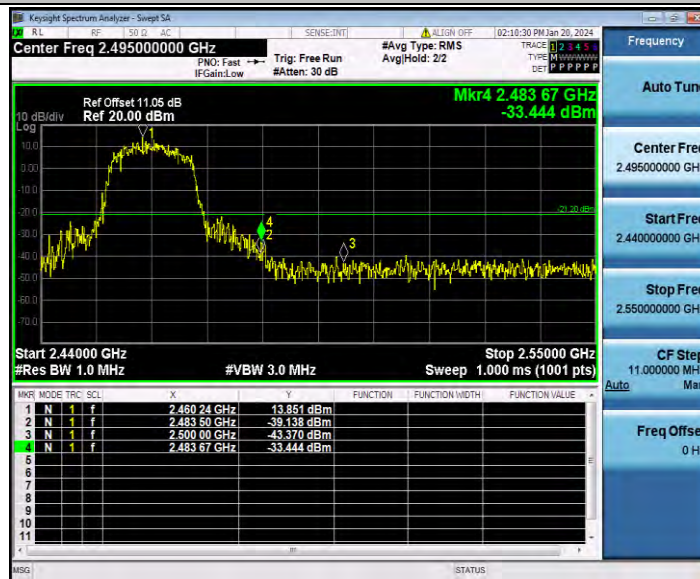 Keysight Spectrum Analyzer - Swept SA
RL RF 50 Ω AC SENSE:INT ALIGN OFF 02:10:30 PM Jan 20, 2024
Center Freq 2.495000000 GHz
PNO: Fast
IFGain:Low
Trig: Free Run
#Atten: 30 dB
#Avg Type: RMS
Avg|Hold: 2/2
TRACE 1 2 3 4 5 6
TYPE M WWWWW
DET P P P P P P
Frequency
Auto Tune
Center Freq
2.495000000 GHz
Start Freq
2.440000000 GHz
Stop Freq
2.550000000 GHz
CF Step
11.000000 MHz
Auto Man
Freq Offset
0 Hz
Mkr4 2.483 67 GHz
-33.444 dBm
Ref Offset 11.05 dB
10 dB/div Ref 20.00 dBm
Log
10.0
0.00
-10.0
-20.0
-30.0
-40.0
-50.0
-60.0
-70.0
1
4
2
3
-21.20 dBm
Start 2.44000 GHz Stop 2.55000 GHz
#Res BW 1.0 MHz #VBW 3.0 MHz Sweep 1.000 ms (1001 pts)
MKR MODE TRC SCL X Y FUNCTION FUNCTION WIDTH FUNCTION VALUE
1 N 1 f 2.460 24 GHz 13.851 dBm
2 N 1 f 2.483 50 GHz -39.138 dBm
3 N 1 f 2.500 00 GHz -43.370 dBm
4 N 1 f 2.483 67 GHz -33.444 dBm
5
6
7
8
9
10
11
MSG STATUS